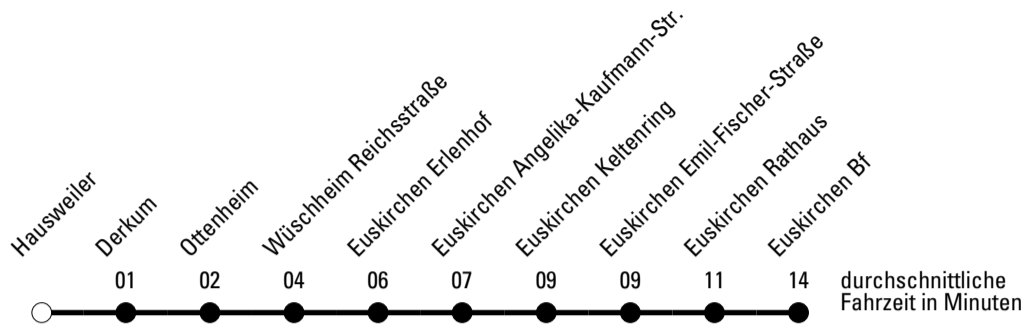 Hausweiler
Derkum
Ottenheim
Wüschheim Reichsstraße
Euskirchen Erlenhof
Euskirchen Angelika-Kaufmann-Str.
Euskirchen Keltenring
Euskirchen Emil-Fischer-Straße
Euskirchen Rathaus
Euskirchen Bf
01 02 04 06 07 09 09 11 14
durchschnittliche
Fahrzeit in Minuten